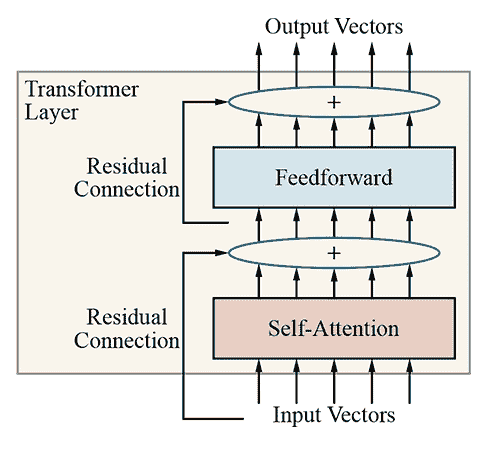 Output Vectors
Transformer
Layer
+
Residual
Connection
Feedforward
+
Residual
Connection
Self-Attention
Input Vectors